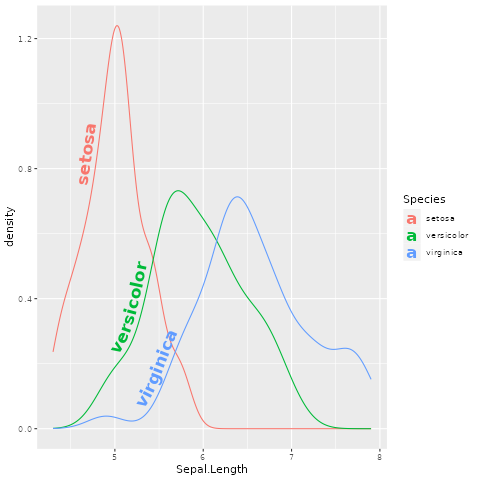 1.2
0.8
0.4
0.0
density
setosa
versicolor
virginica
5
6
7
8
Sepal.Length
Species
a setosa
a versicolor
a virginica